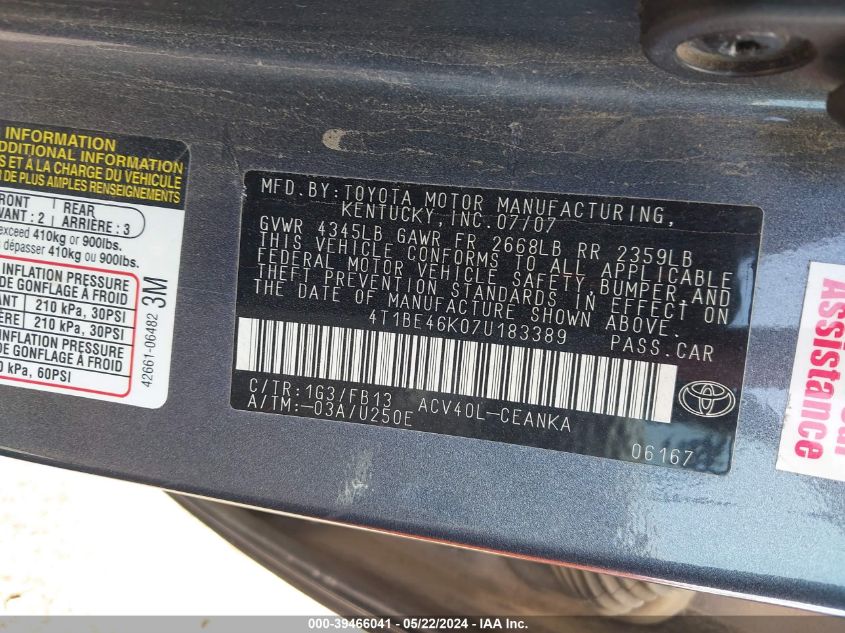 INFORMATION
ADDITIONAL INFORMATION
S ET À LA CHARGE DU VÉHICULE
R DE PLUS AMPLES RENSEIGNEMENTS
FRONT REAR
AVANT : 2 ARRIÈRE : 3
exceed 410kg or 900lbs.
s dépasser 410kg ou 900lbs.
INFLATION PRESSURE
DE GONFLAGE À FROID
210 kPa, 30PSI
210 kPa, 30PSI
INFLATION PRESSURE
DE GONFLAGE À FROID
0 kPa, 60PSI
42661-06482 3M
MFD.BY:TOYOTA MOTOR MANUFACTURING,
KENTUCKY,INC.07/07
GVWR 4345LB GAWR FR 2668LB RR 2359LB
THIS VEHICLE CONFORMS TO ALL APPLICABLE
FEDERAL MOTOR VEHICLE SAFETY,BUMPER,AND
THEFT PREVENTION STANDARDS IN EFFECT ON
THE DATE OF MANUFACTURE SHOWN ABOVE.
4T1BE46K07U183389 PASS.CAR
C/TR:1G3/FB13 ACV40L-CEANKA
A/TM:-03A/U250E
06167
Assistance
000-39466041 - 05/22/2024 - IAA Inc.